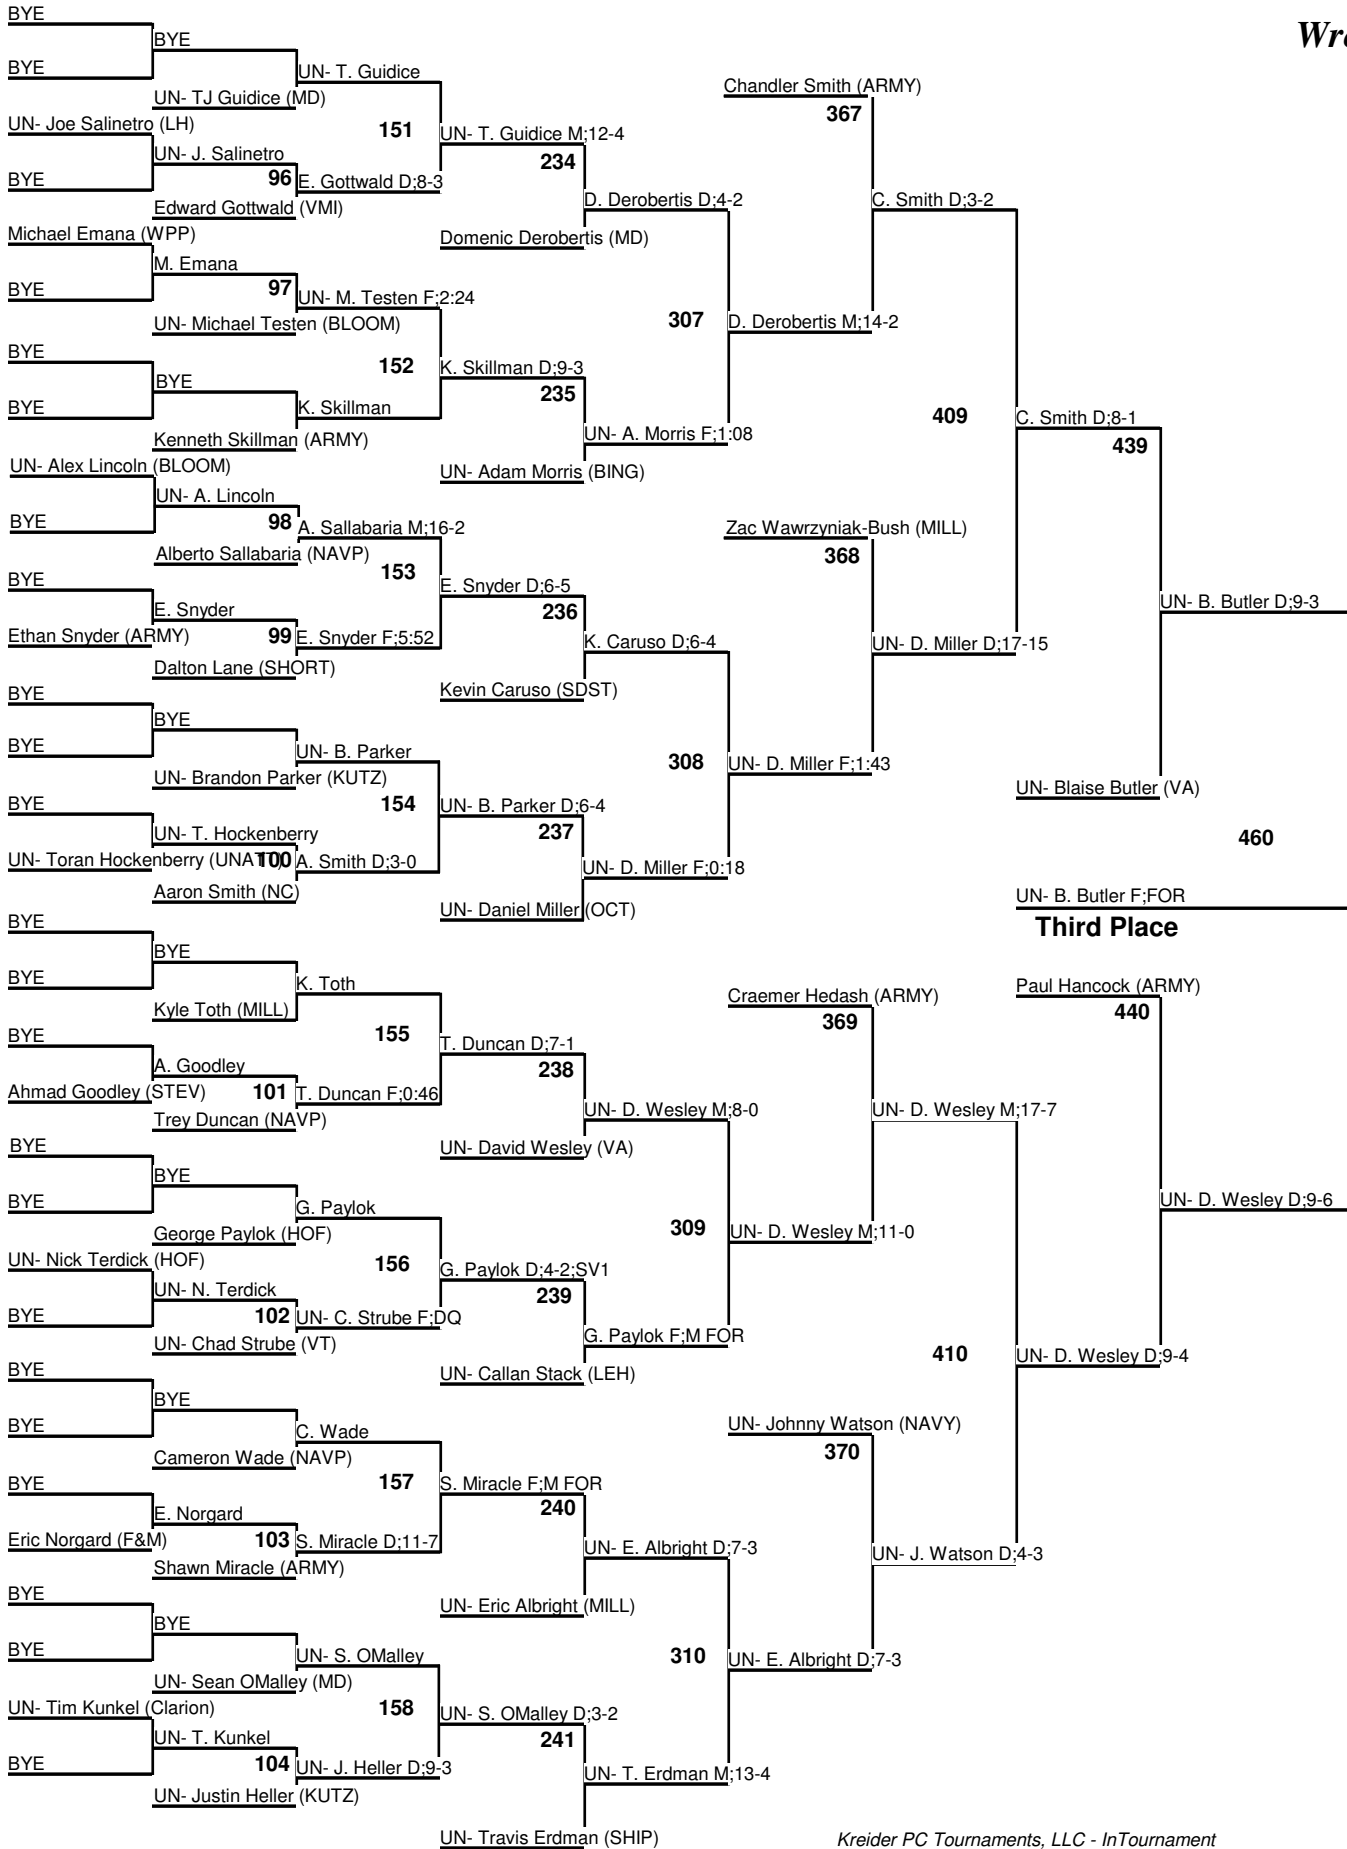 BYE
Wr
BYE
BYE
UN- T. Guidice
Chandler Smith (ARMY)
UN- TJ Guidice (MD)
367
UN- Joe Salinetro (LH)
151
UN- T. Guidice M;12-4
UN- J. Salinetro
234
BYE
96
E. Gottwald D;8-3
D. Derobertis D;4-2
C. Smith D;3-2
Edward Gottwald (VMI)
Michael Emana (WPP)
Domenic Derobertis (MD)
M. Emana
BYE
97
UN- M. Testen F;2:24
UN- Michael Testen (BLOOM)
307
D. Derobertis M;14-2
BYE
152
K. Skillman D;9-3
BYE
235
BYE
K. Skillman
409
C. Smith D;8-1
Kenneth Skillman (ARMY)
UN- A. Morris F;1:08
439
UN- Alex Lincoln (BLOOM)
UN- Adam Morris (BING)
UN- A. Lincoln
BYE
98
A. Sallabaria M;16-2
Zac Wawrzyniak-Bush (MILL)
Alberto Sallabaria (NAVP)
368
153
BYE
E. Snyder D;6-5
E. Snyder
236
UN- B. Butler D;9-3
Ethan Snyder (ARMY)
99
E. Snyder F;5:52
K. Caruso D;6-4
UN- D. Miller D;17-15
Dalton Lane (SHORT)
BYE
Kevin Caruso (SDST)
BYE
BYE
UN- B. Parker
308
UN- D. Miller F;1:43
UN- Brandon Parker (KUTZ)
UN- Blaise Butler (VA)
BYE
154
UN- B. Parker D;6-4
UN- T. Hockenberry
237
460
UN- Toran Hockenberry (UNATT)
100
A. Smith D;3-0
UN- D. Miller F;0:18
Aaron Smith (NC)
UN- B. Butler F;FOR
UN- Daniel Miller (OCT)
BYE
Third Place
BYE
BYE
K. Toth
Paul Hancock (ARMY)
Craemer Hedash (ARMY)
Kyle Toth (MILL)
440
369
BYE
155
T. Duncan D;7-1
A. Goodley
238
Ahmad Goodley (STEV)
101
T. Duncan F;0:46
UN- D. Wesley M;8-0
UN- D. Wesley M;17-7
Trey Duncan (NAVP)
BYE
UN- David Wesley (VA)
BYE
BYE
G. Paylok
UN- D. Wesley D;9-6
George Paylok (HOF)
309
UN- D. Wesley M;11-0
UN- Nick Terdick (HOF)
156
G. Paylok D;4-2;SV1
UN- N. Terdick
239
BYE
102
UN- C. Strube F;DQ
G. Paylok F;M FOR
UN- Chad Strube (VT)
410
UN- D. Wesley D;9-4
BYE
UN- Callan Stack (LEH)
BYE
BYE
C. Wade
UN- Johnny Watson (NAVY)
Cameron Wade (NAVP)
370
BYE
157
S. Miracle F;M FOR
E. Norgard
240
Eric Norgard (F&M)
103
S. Miracle D;11-7
UN- E. Albright D;7-3
UN- J. Watson D;4-3
Shawn Miracle (ARMY)
BYE
UN- Eric Albright (MILL)
BYE
BYE
UN- S. OMalley
310
UN- E. Albright D;7-3
UN- Sean OMalley (MD)
UN- Tim Kunkel (Clarion)
158
UN- S. OMalley D;3-2
UN- T. Kunkel
241
BYE
104
UN- J. Heller D;9-3
UN- T. Erdman M;13-4
UN- Justin Heller (KUTZ)
UN- Travis Erdman (SHIP)
Kreider PC Tournaments, LLC - InTournament